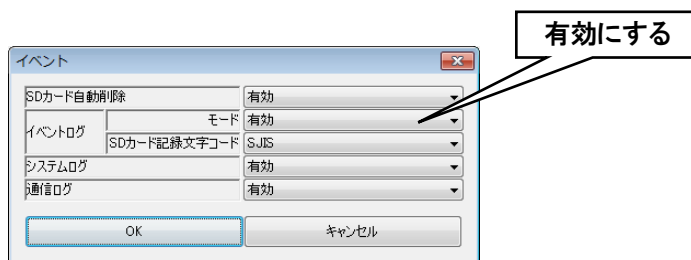 有効にする
イベント
SDカード自動削除 有効
イベントログ モード 有効
SDカード記録文字コード SJIS
システムログ 有効
通信ログ 有効
OK キャンセル